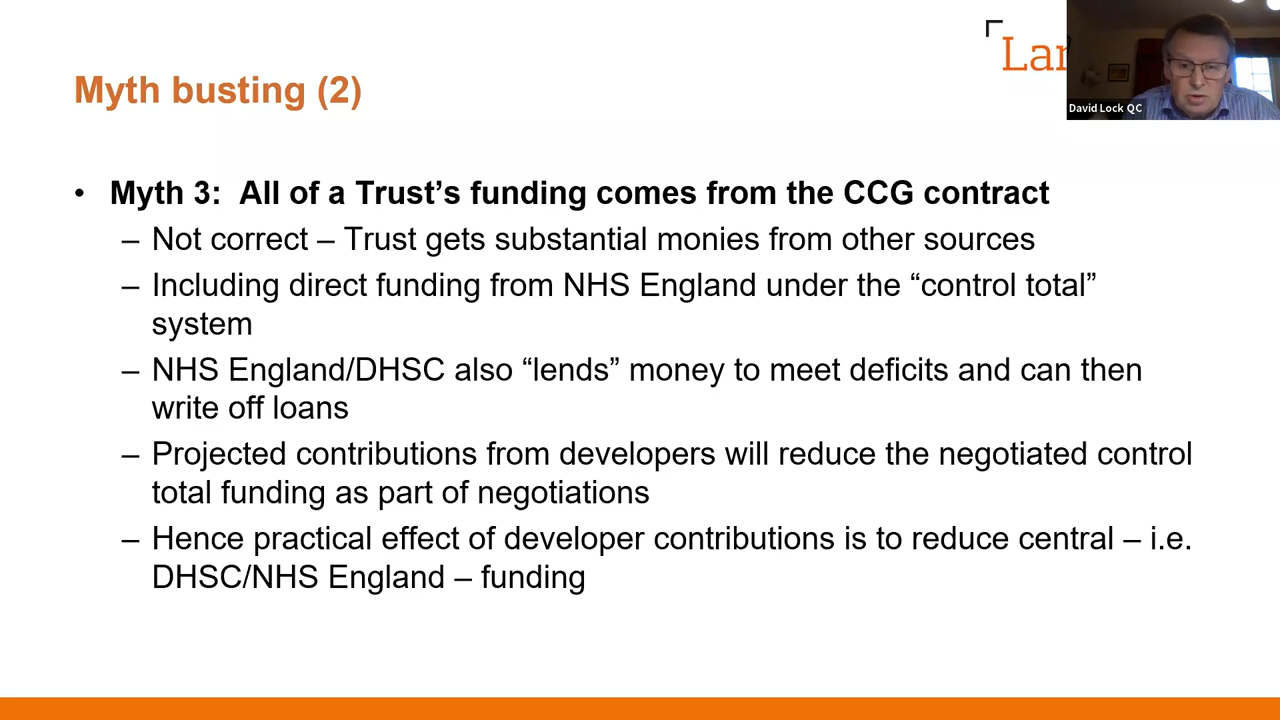 Lan
David Lock QC
Myth busting (2)
• Myth 3:  All of a Trust’s funding comes from the CCG contract
– Not correct – Trust gets substantial monies from other sources
– Including direct funding from NHS England under the “control total”
system
– NHS England/DHSC also “lends” money to meet deficits and can then
write off loans
– Projected contributions from developers will reduce the negotiated control
total funding as part of negotiations
– Hence practical effect of developer contributions is to reduce central – i.e.
DHSC/NHS England – funding